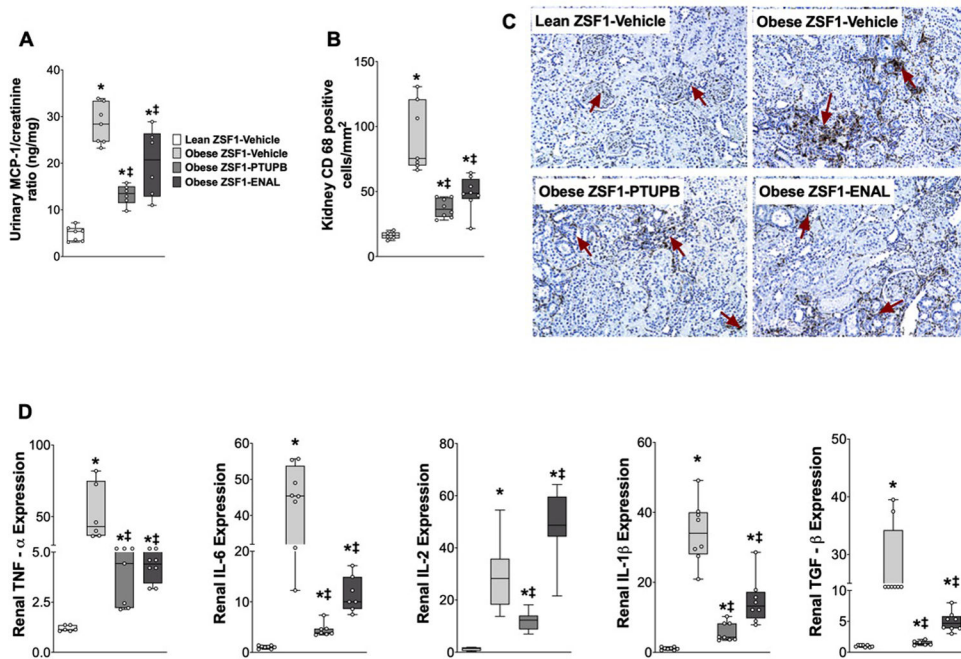 A
Urinary MCP-1/creatinine
ratio (ng/mg)
40
30
20
10
0
*
*‡
*‡
Lean ZSF1-Vehicle
Obese ZSF1-Vehicle
Obese ZSF1-PTUPB
Obese ZSF1-ENAL
B
Kidney CD 68 positive
cells/mm2
150
100
50
0
*
*‡
*‡
C
Lean ZSF1-Vehicle
Obese ZSF1-Vehicle
Obese ZSF1-PTUPB
Obese ZSF1-ENAL
D
Renal TNF - α Expression
100
50
5.0
2.5
0
*
*‡
*‡
Renal IL-6 Expression
60
40
20
10
0
*
*‡
*‡
Renal IL-2 Expression
80
60
40
20
0
*
*‡
*‡
Renal IL-1β Expression
60
40
20
0
*
*‡
*‡
Renal TGF - β Expression
50
25
10
5
0
*
*‡
*‡